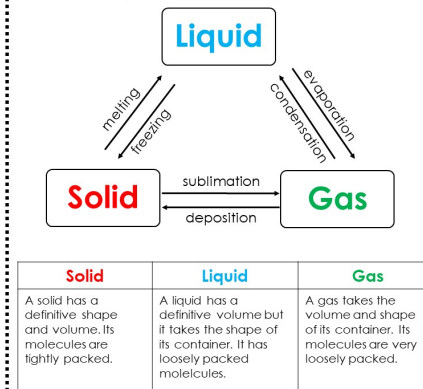 Liquid
melting
freezing
evaporation
condensation
Solid
sublimation
deposition
Gas
Solid
Liquid
Gas
A solid has a
definitive shape
and volume. Its
molecules are
tightly packed.
A liquid has a
definitive volume but
it takes the shape of
its container. It has
loosely packed
molelcules.
A gas takes the
volume and shape
of its container. Its
molecules are very
loosely packed.